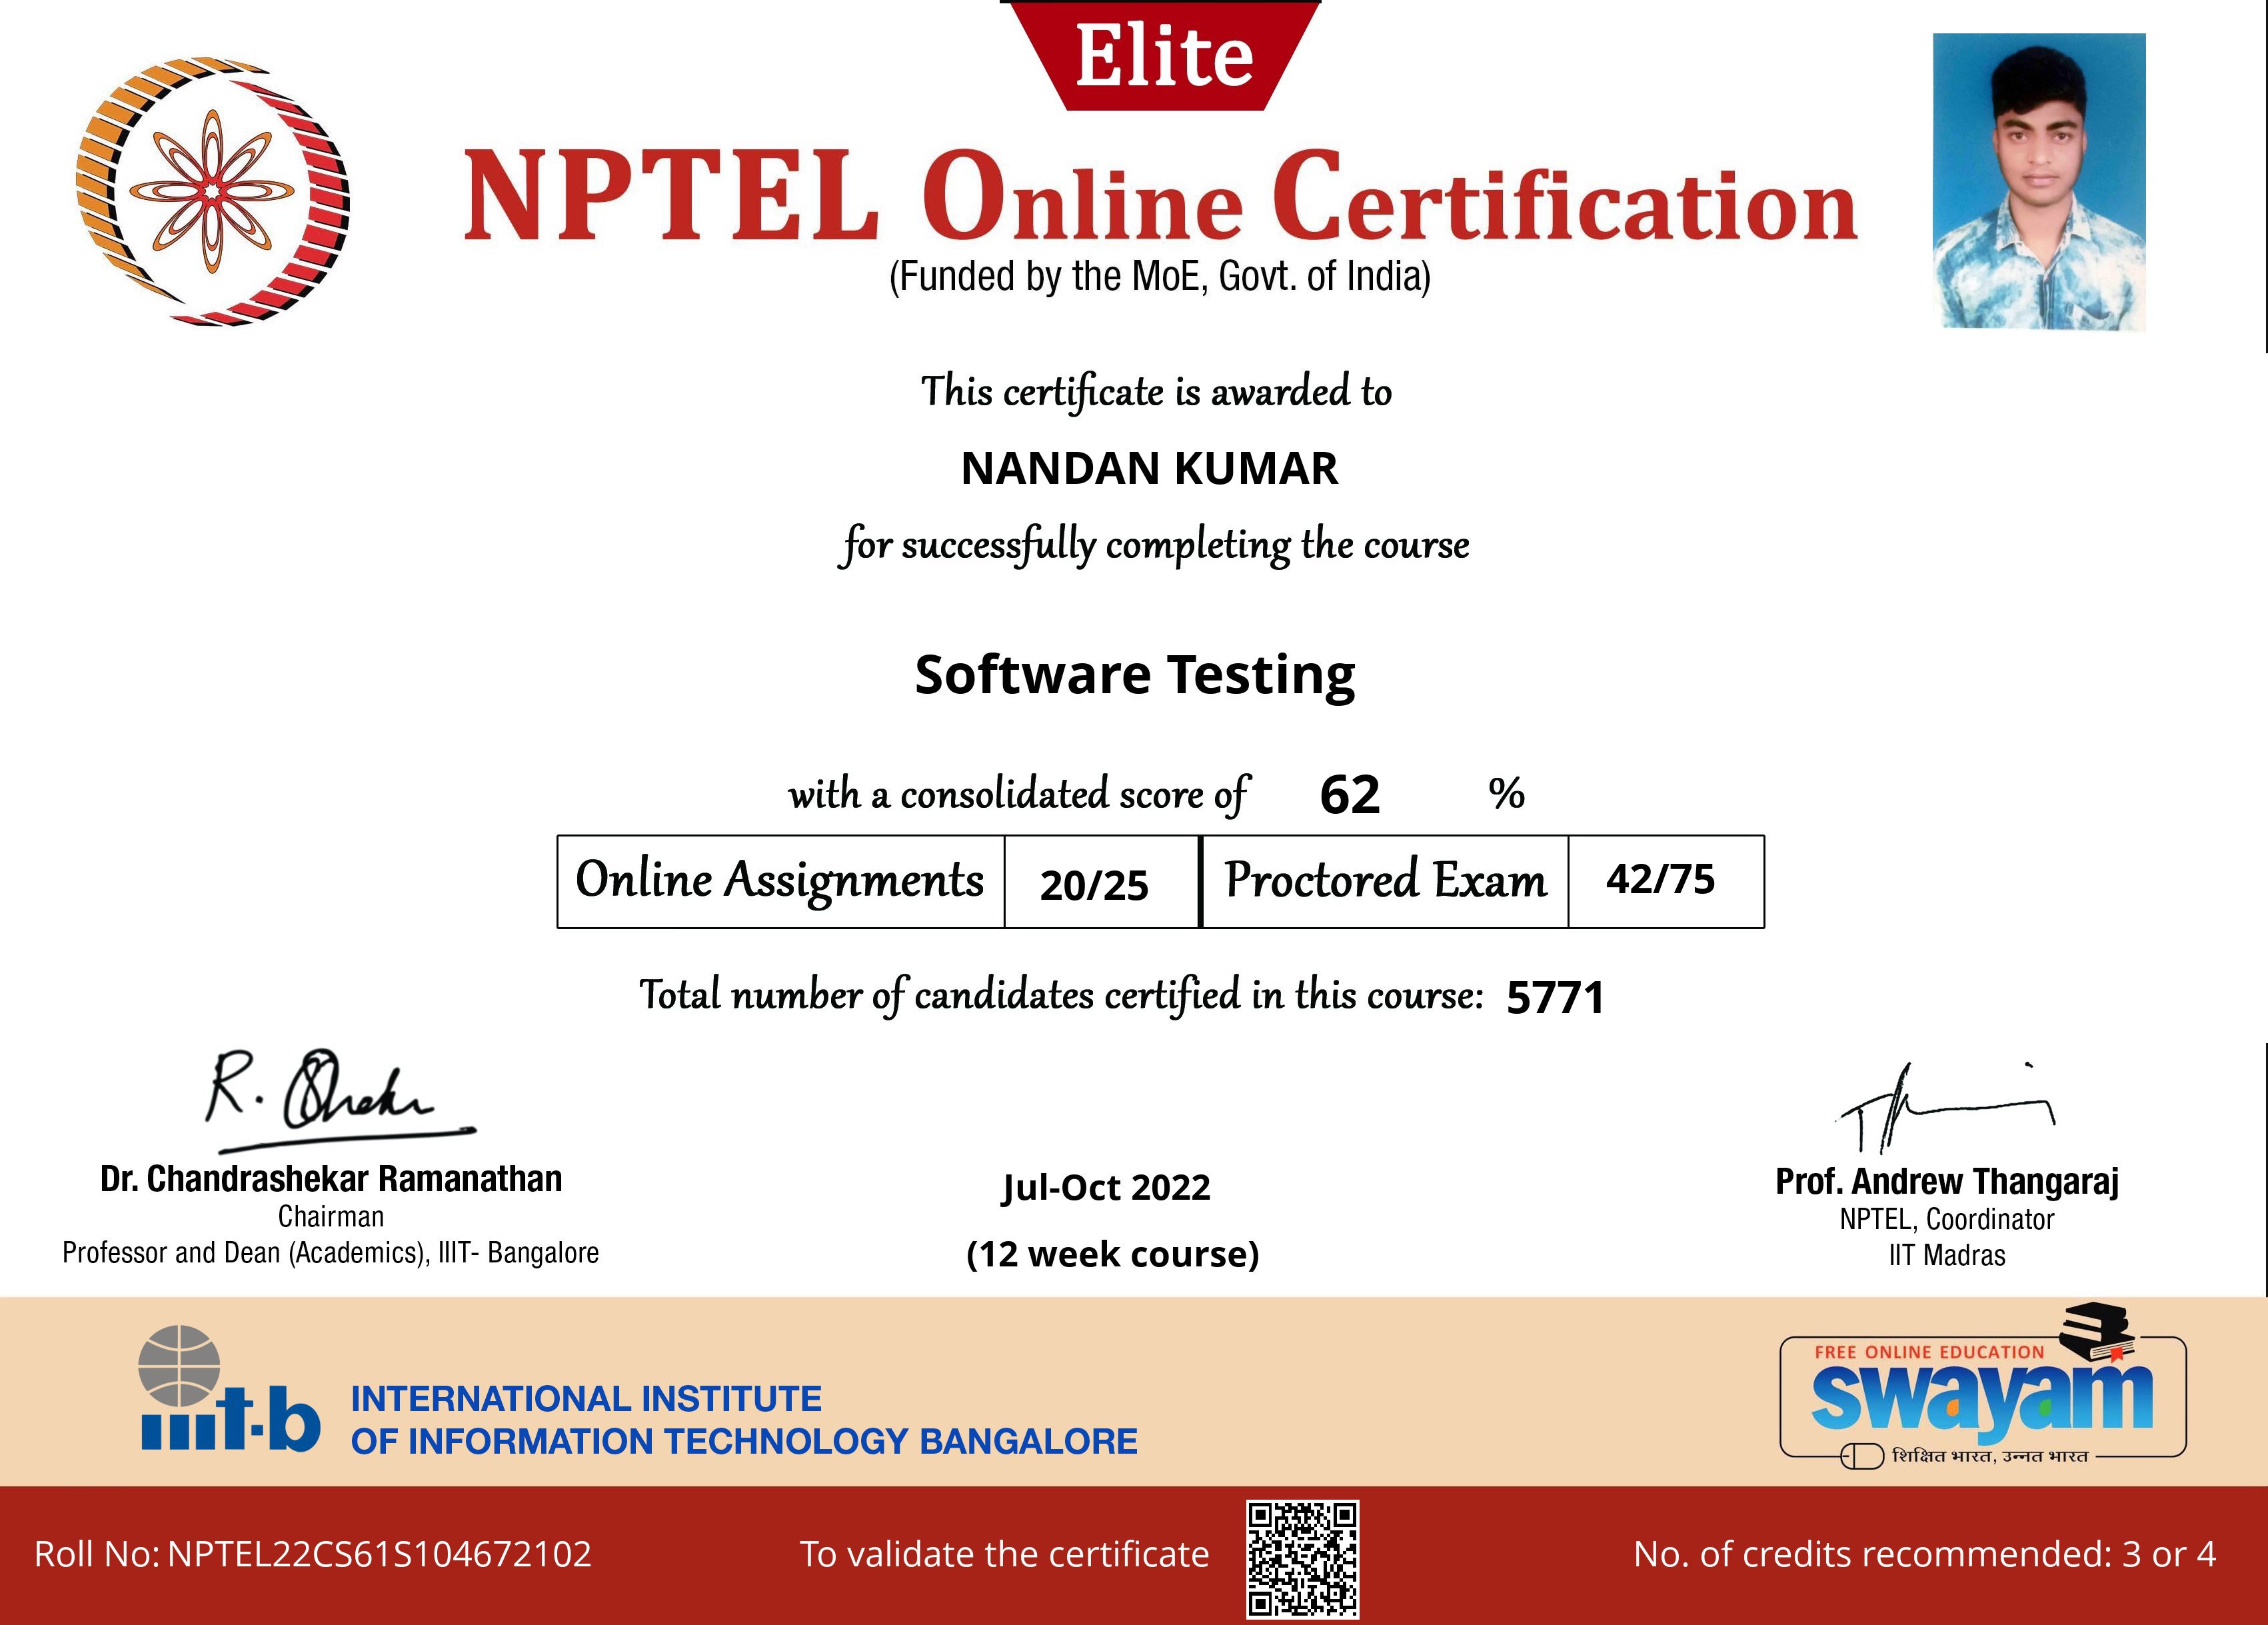 Elite
NPTEL Online Certification
(Funded by the MoE, Govt. of India)
This certificate is awarded to
NANDAN KUMAR
for successfully completing the course
Software Testing
with a consolidated score of 62 %
Online Assignments 20/25 Proctored Exam 42/75
Total number of candidates certified in this course: 5771
R. Shekar
Dr. Chandrashekar Ramanathan
Chairman
Professor and Dean (Academics), IIIT- Bangalore
Jul-Oct 2022
(12 week course)
Prof. Andrew Thangaraj
NPTEL, Coordinator
IIT Madras
iiit-b
INTERNATIONAL INSTITUTE
OF INFORMATION TECHNOLOGY BANGALORE
FREE ONLINE EDUCATION
swayam
शिक्षित भारत, उन्नत भारत
Roll No: NPTEL22CS61S104672102
To validate the certificate
No. of credits recommended: 3 or 4